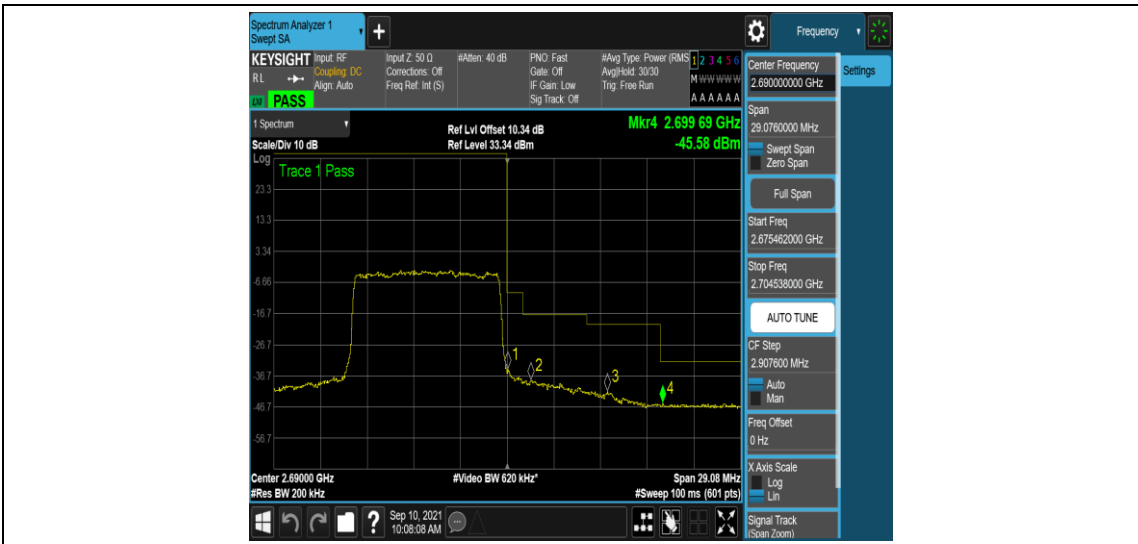 Spectrum Analyzer 1
Swept SA
+
Frequency
KEYSIGHT
RL
LXI PASS
Input: RF
Coupling: DC
Align: Auto
Input Z: 50 Ω
Corrections: Off
Freq Ref: Int (S)
#Atten: 40 dB
PNO: Fast
Gate: Off
IF Gain: Low
Sig Track: Off
#Avg Type: Power (RMS
Avg|Hold: 30/30
Trig: Free Run
1 2 3 4 5 6
M W W W W W
A A A A A A
1 Spectrum
Scale/Div 10 dB
Ref Lvl Offset 10.34 dB
Ref Level 33.34 dBm
Mkr4 2.699 69 GHz
-45.58 dBm
Log
Trace 1 Pass
23.3
13.3
3.34
-6.66
-16.7
-26.7
-36.7
-46.7
-56.7
1
2
3
4
Center 2.69000 GHz
#Video BW 620 kHz*
Span 29.08 MHz
#Res BW 200 kHz
#Sweep 100 ms (601 pts)
?
Sep 10, 2021
10:08:08 AM
Center Frequency
2.690000000 GHz
Settings
Span
29.0760000 MHz
Swept Span
Zero Span
Full Span
Start Freq
2.675462000 GHz
Stop Freq
2.704538000 GHz
AUTO TUNE
CF Step
2.907600 MHz
Auto
Man
Freq Offset
0 Hz
X Axis Scale
Log
Lin
Signal Track
(Span Zoom)